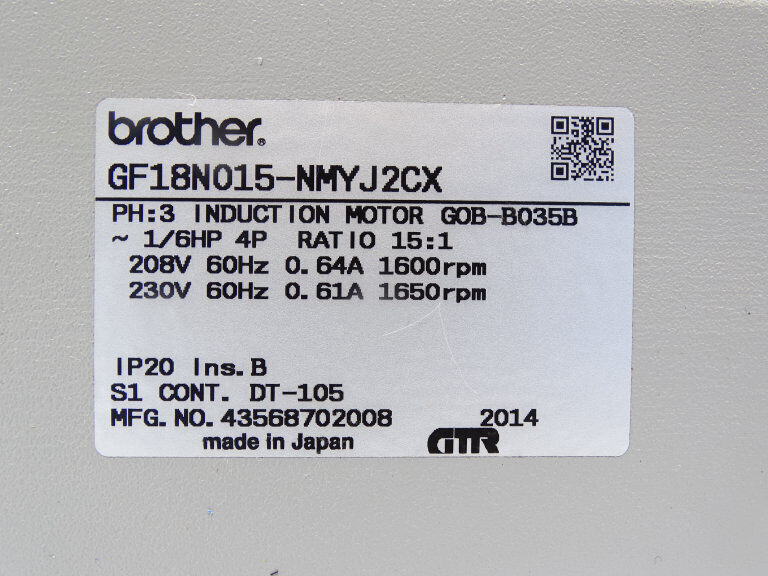 brother®
GF18N015-NMYJ2CX
PH:3 INDUCTION MOTOR GOB-B035B
~ 1/6HP 4P RATIO 15:1
208V 60Hz 0.64A 1600rpm
230V 60Hz 0.61A 1650rpm
IP20 Ins.B
S1 CONT. DT-105
MFG.NO.43568702008 2014
made in Japan GTR